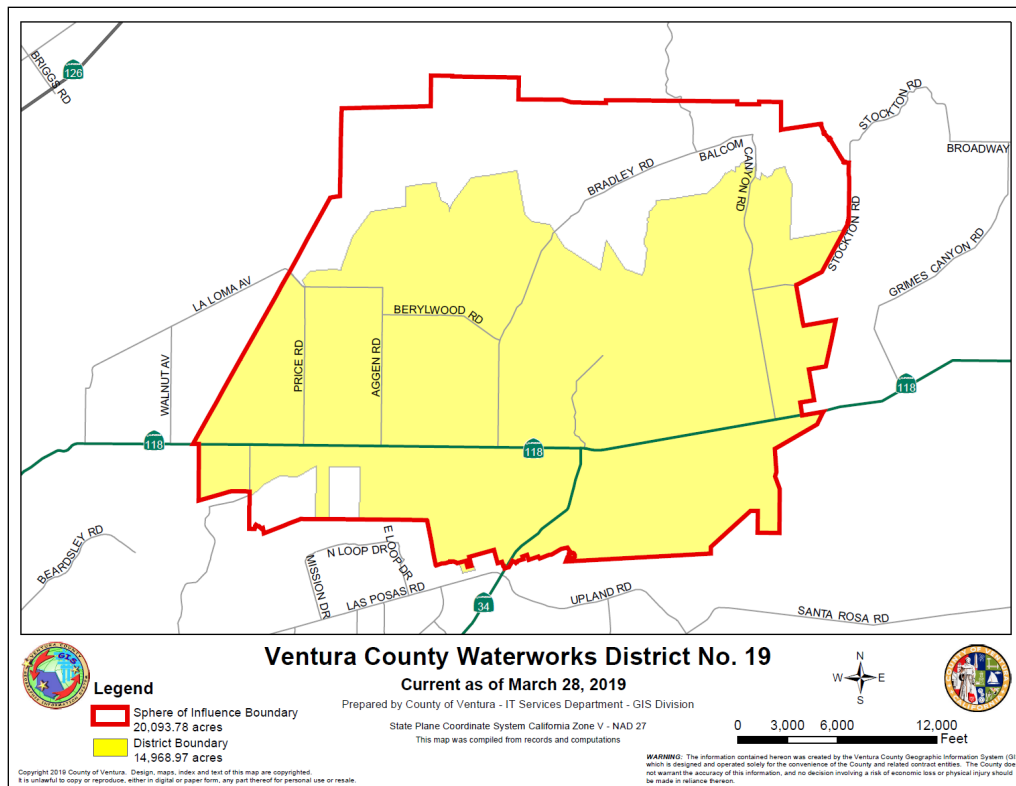 BRIGGS RD
126
STOCKTON RD
BROADWAY
BALCOM
CANYON RD
BRADLEY RD
STOCKTON RD
GRIMES CANYON RD
LA LOMA AV
BERYLWOOD RD
WALNUT AV
PRICE RD
AGGEN RD
118
118
118
BEARDSLEY RD
N LOOP DR
E LOOP DR
MISSION DR
LAS POSAS RD
34
UPLAND RD
SANTA ROSA RD
Ventura County Waterworks District No. 19
Current as of March 28, 2019
Prepared by County of Ventura - IT Services Department - GIS Division
State Plane Coordinate System California Zone V - NAD 27
This map was compiled from records and computations
GIS
Legend
Sphere of Influence Boundary
20,093.78 acres
District Boundary
14,968.97 acres
N
W E
S
0 3,000 6,000 12,000
Feet
Copyright 2019 County of Ventura. Design, maps, index and text of this map are copyrighted.
It is unlawful to copy or reproduce, either in digital or paper form, any part thereof for personal use or resale.
WARNING: The information contained hereon was created by the Ventura County Geographic Information System (GIS
which is designed and operated solely for the convenience of the County and related contract entities. The County doe
not warrant the accuracy of this information, and no decision involving a risk of economic loss or physical injury should
be made in reliance thereon.